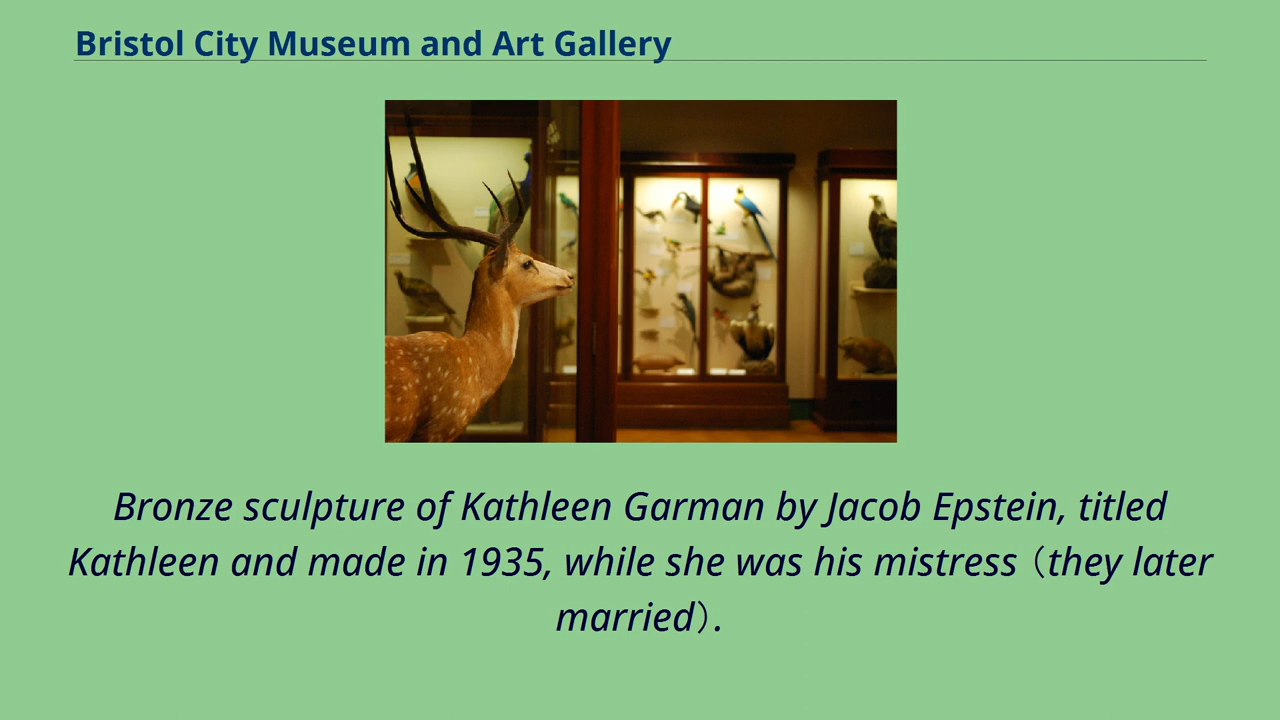 Bristol City Museum and Art Gallery
Bronze sculpture of Kathleen Garman by Jacob Epstein, titled
Kathleen and made in 1935, while she was his mistress（they later
married）.